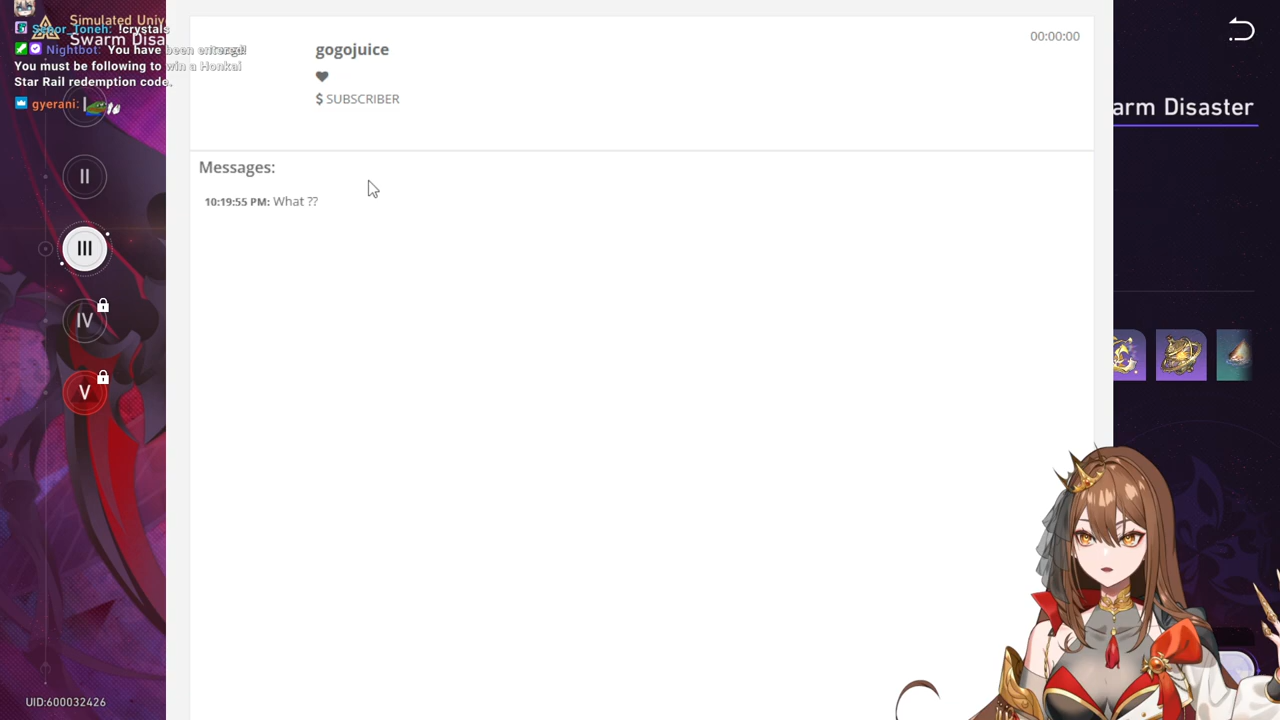 Simulated Univ
Senor_Toneh: !crystals
Swarm Disa
Nightbot: You have been entered!
You must be following to win a Honkai
Star Rail redemption code.
gyerani:
II
III
IV
V
UID:600032426
gogojuice
$ SUBSCRIBER
00:00:00
Messages:
10:19:55 PM: What ??
arm Disaster